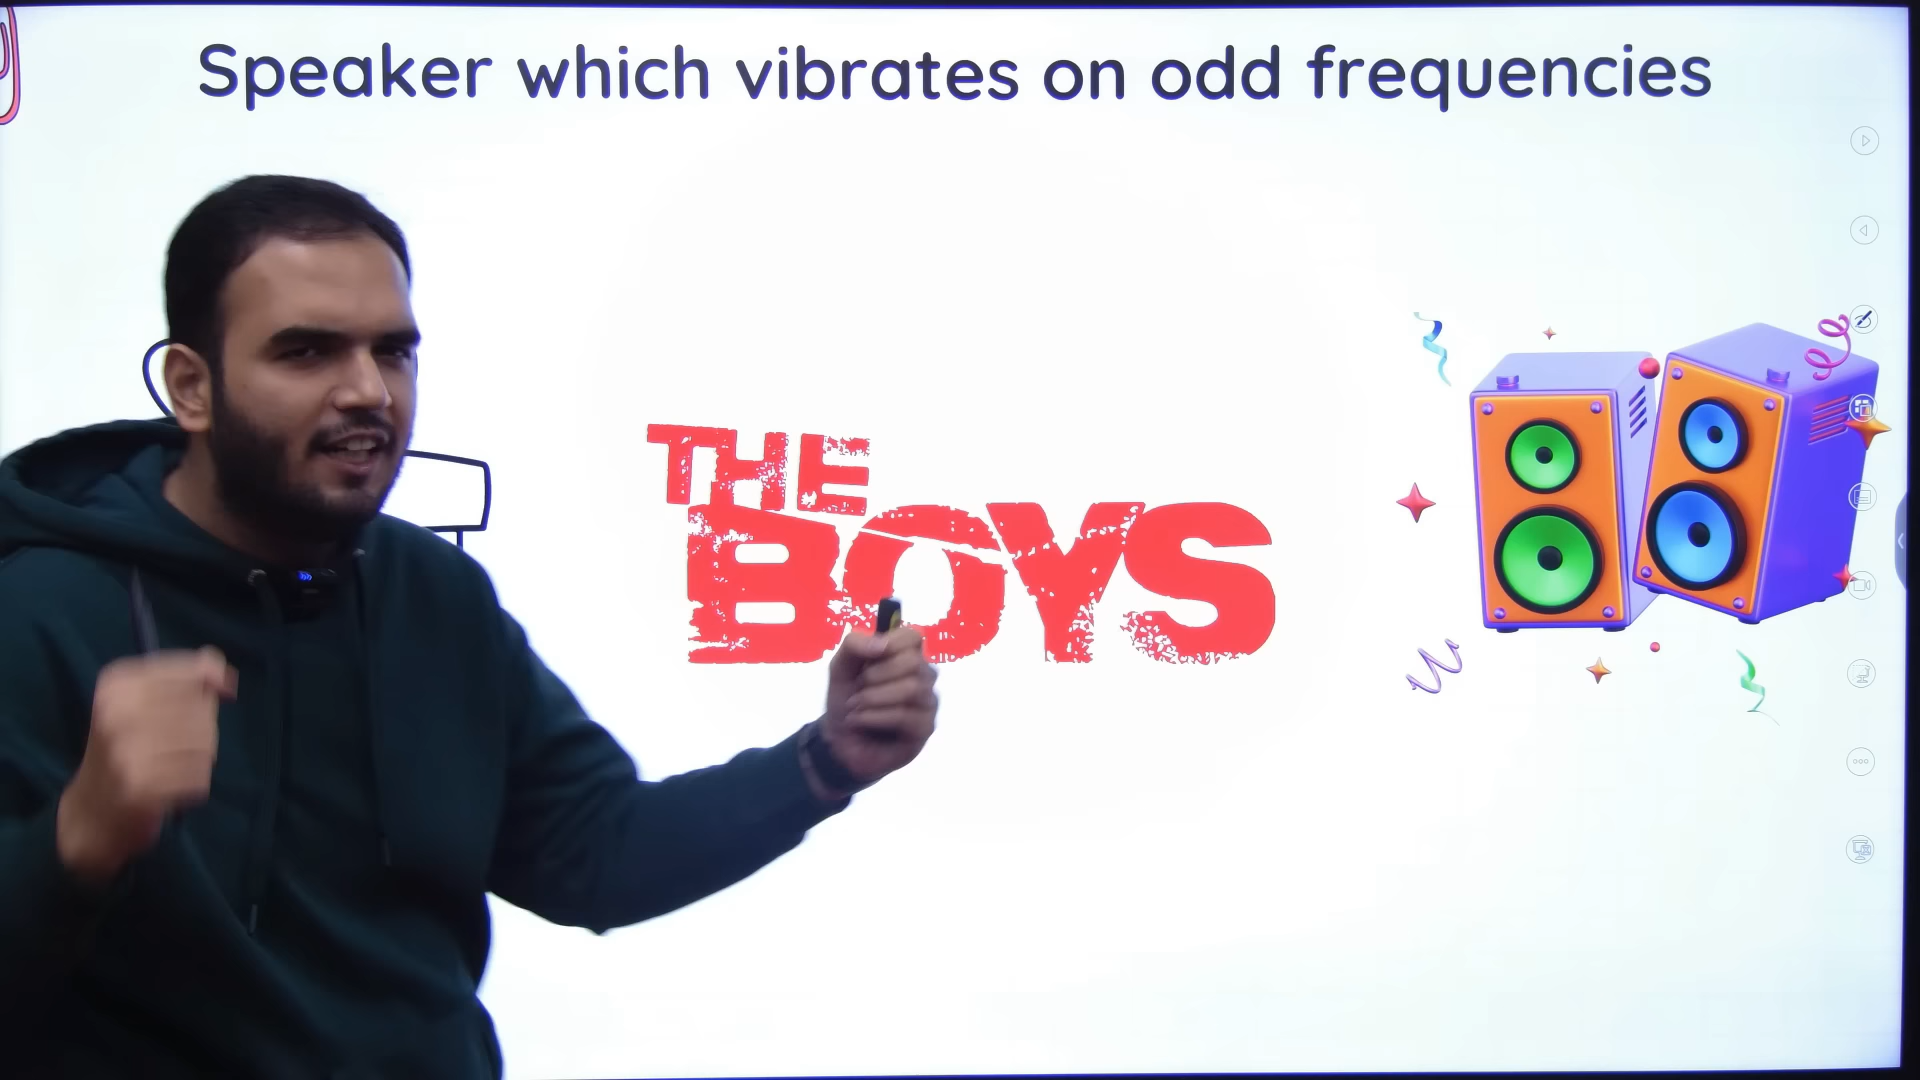 Speaker which vibrates on odd frequencies
THE
BOYS